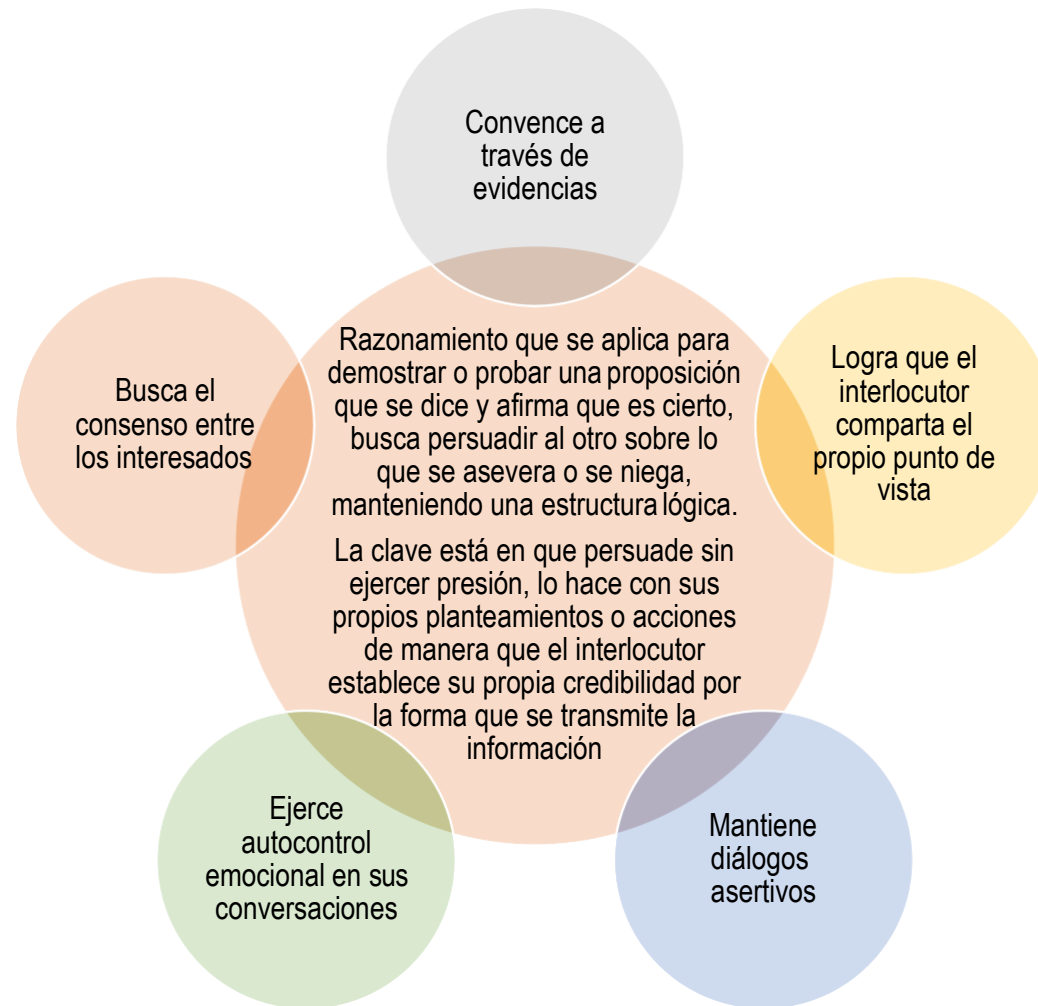 Convence a
través de
evidencias
Busca el
consenso entre
los interesados
Razonamiento que se aplica para
demostrar o probar una proposición
que se dice y afirma que es cierto,
busca persuadir al otro sobre lo
que se asevera o se niega,
manteniendo una estructura lógica.
La clave está en que persuade sin
ejercer presión, lo hace con sus
propios planteamientos o acciones
de manera que el interlocutor
establece su propia credibilidad por
la forma que se transmite la
información
Logra que el
interlocutor
comparta el
propio punto de
vista
Ejerce
autocontrol
emocional en sus
conversaciones
Mantiene
diálogos
asertivos